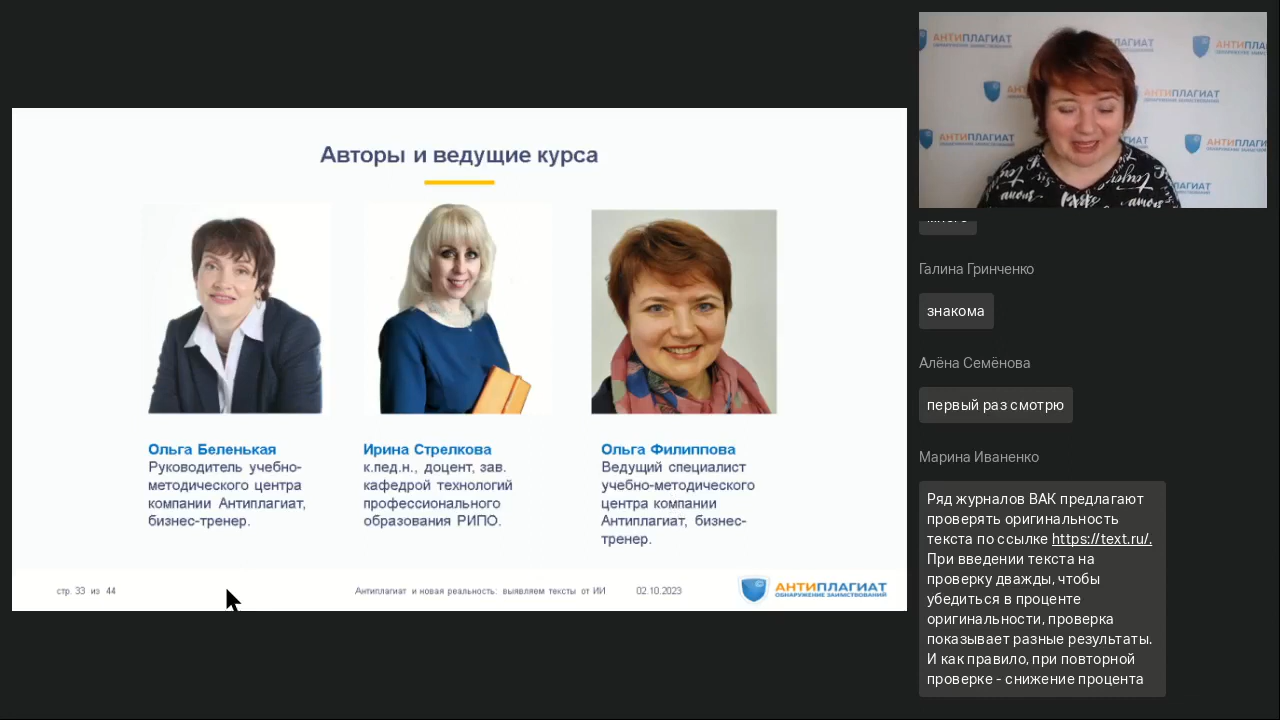 Авторы и ведущие курса
Ольга Беленькая
Руководитель учебно-
методического центра
компании Антиплагиат,
бизнес-тренер.
Ирина Стрелкова
к.пед.н., доцент, зав.
кафедрой технологий
профессионального
образования РИПО.
Ольга Филиппова
Ведущий специалист
учебно-методического
центра компании
Антиплагиат, бизнес-
тренер.
стр. 33 из 44
Антиплагиат и новая реальность: выявляем тексты от ИИ
02.10.2023
АНТИПЛАГИАТ
ОБНАРУЖЕНИЕ ЗАИМСТВОВАНИЙ
АНТИПЛАГИАТ
Галина Гринченко
знакома
Алёна Семёнова
первый раз смотрю
Марина Иваненко
Ряд журналов ВАК предлагают
проверять оригинальность
текста по ссылке https://text.ru/.
При введении текста на
проверку дважды, чтобы
убедиться в проценте
оригинальности, проверка
показывает разные результаты.
И как правило, при повторной
проверке - снижение процента